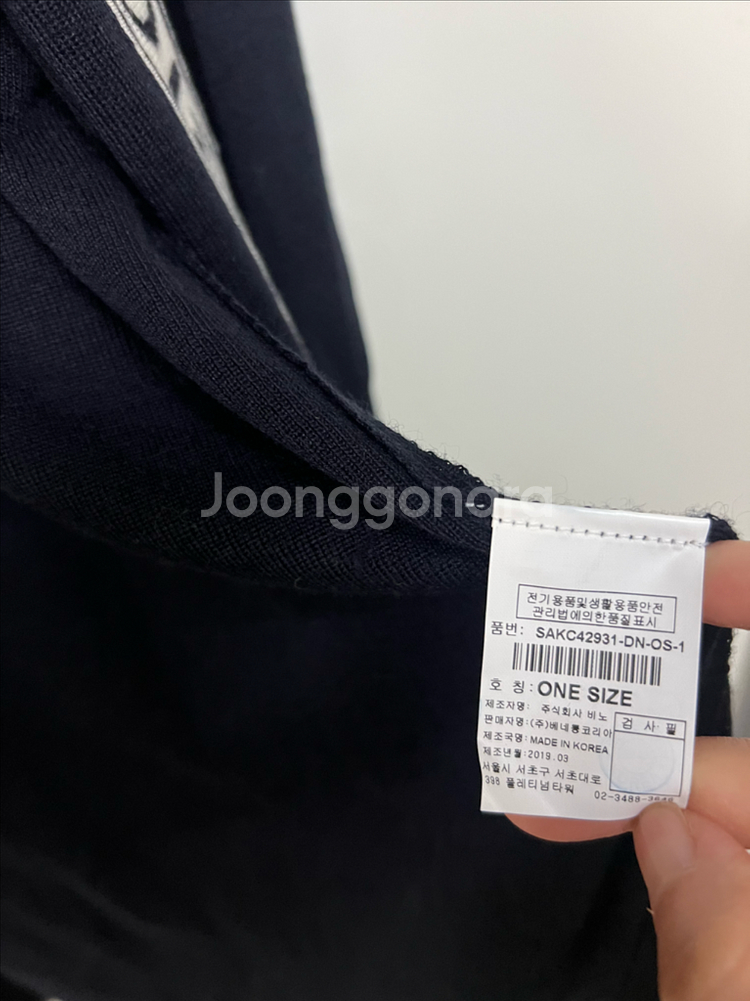 Joonggonara
전기용품및생활용품안전
관리법에의한품질표시
품번: SAKC42931-DN-OS-1
호 칭: ONE SIZE
제조자명: 주식회사 비노
판매자명:(주)베네통코리아
제조국명: MADE IN KOREA
제조년월:2019.03
서울시 서초구 서초대로
398 플래티넘타워
검 사 필
02-3488-